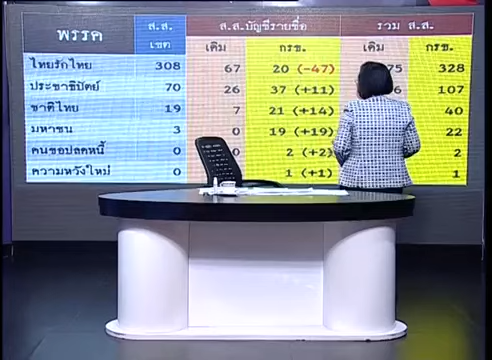 พรรค ส.ส. เขต ส.ส.บัญชีรายชื่อ รวม ส.ส.
เดิม กรธ. เดิม กรธ.
ไทยรักไทย 308 67 20 (-47) 75 328
ประชาธิปัตย์ 70 26 37 (+11) 6 107
ชาติไทย 19 7 21 (+14) 40
มหาชน 3 0 19 (+19) 22
คนขอปลดหนี้ 0 2 (+2) 2
ความหวังใหม่ 0 1 (+1) 1